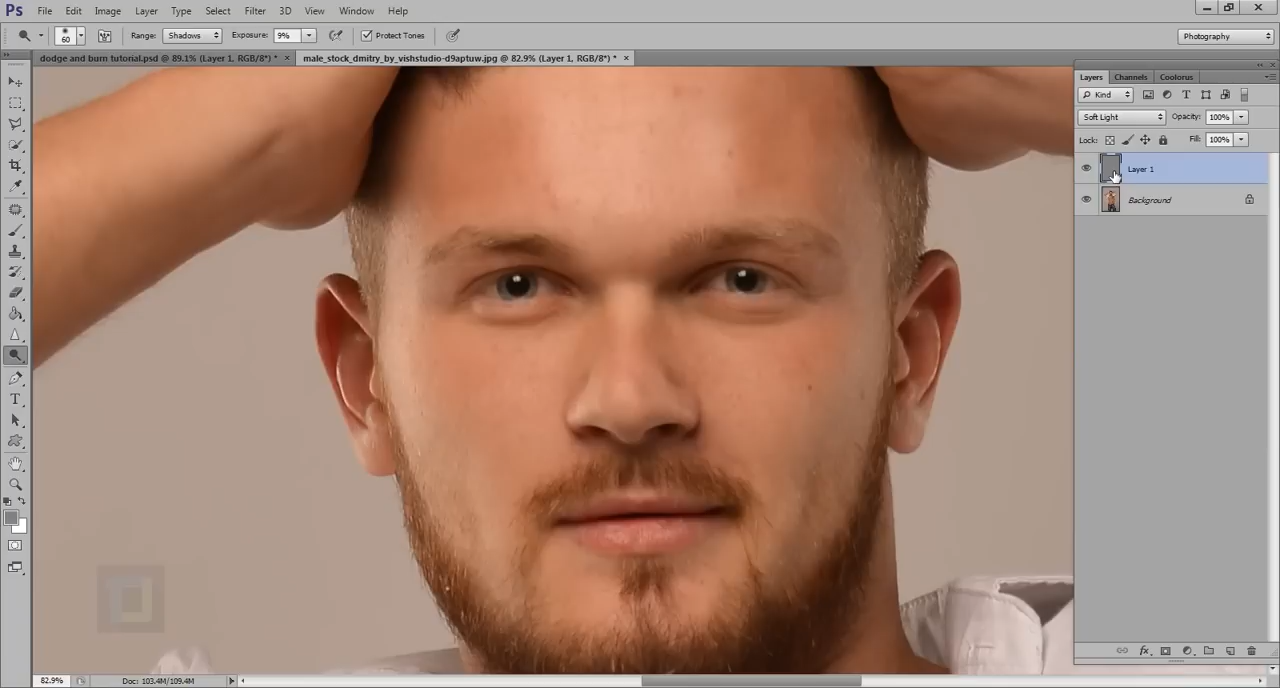 Ps File Edit Image Layer Type Select Filter 3D View Window Help
60 Range: Shadows Exposure: 9% Protect Tones Photography
dodge and burn tutorial.psd @ 89.1% (Layer 1, RGB/8*) * × male_stock_dmitry_by_vishstudio-d9aptuw.jpg @ 82.9% (Layer 1, RGB/8*) * ×
Layers Channels Coolorus
Kind
Soft Light Opacity: 100%
Lock: Fill: 100%
Layer 1
Background
82.9% Doc: 103.4M/109.4M